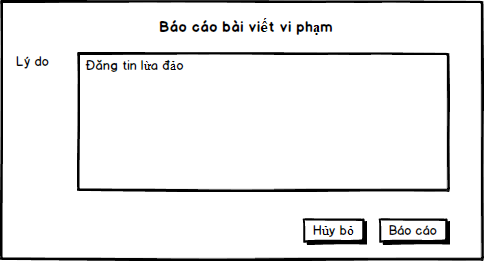 Báo cáo bài viết vi phạm
Lý do
Đăng tin lừa đảo
Hủy bỏ
Báo cáo